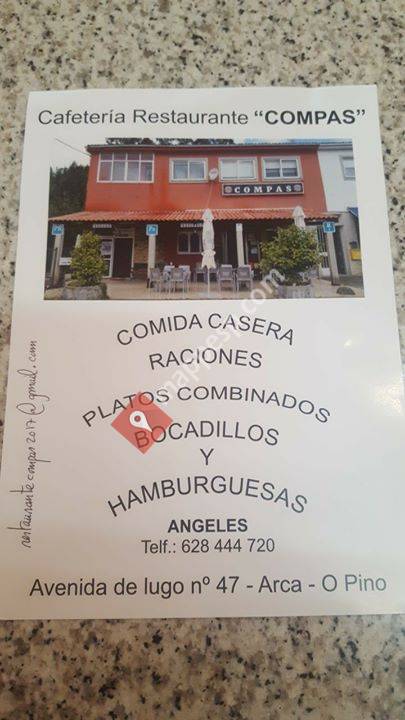 Cafetería Restaurante “COMPAS”
COMPAS
COMIDA CASERA
RACIONES
PLATOS COMBINADOS
BOCADILLOS
Y
HAMBURGUESAS
ANGELES
Telf.: 628 444 720
Avenida de lugo nº 47 - Arca - O Pino
restaurantecompas2017@gmail.com